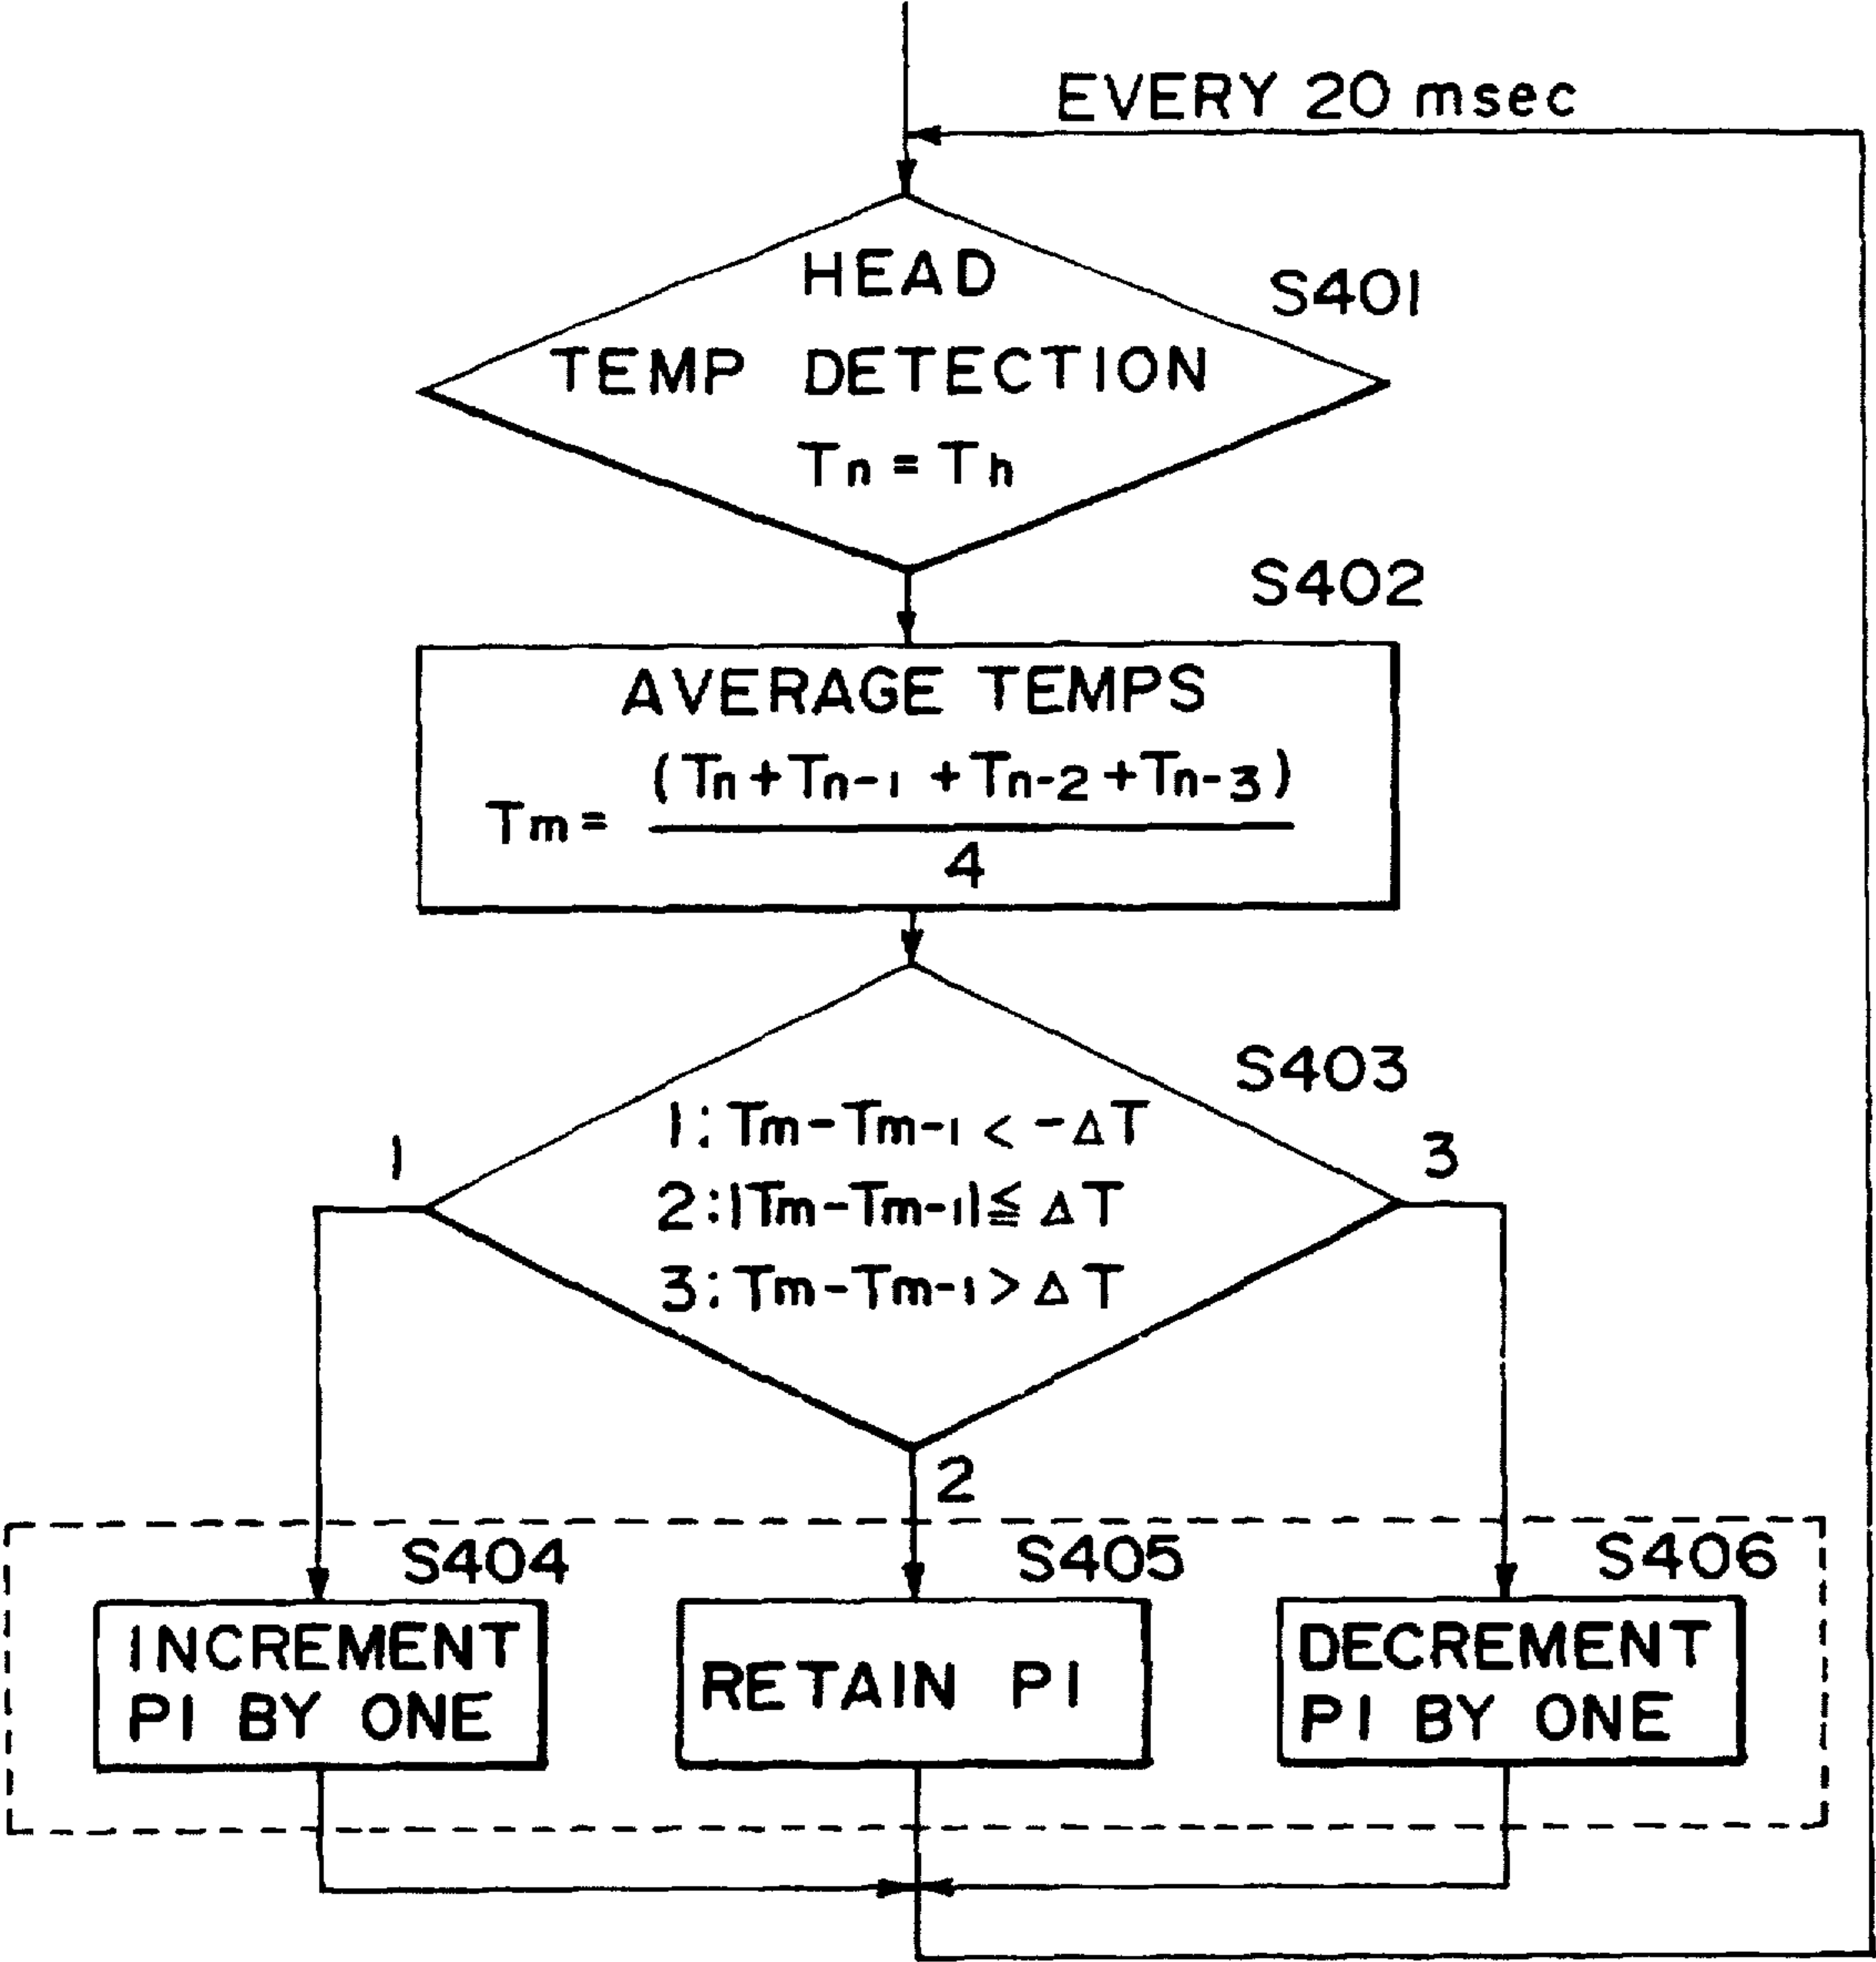 EVERY 20 msec
HEAD
S401
TEMP DETECTION
Tn = Th
S402
AVERAGE TEMPS
(Tn+Tn-1 +Tn-2+Tn-3)
Tm=
4
S403
1:Tm-Tm-1 < -ΔT
1
3
2:|Tm-Tm-1|≦ ΔT
3:Tm-Tm-1> ΔT
2
S404
S405
S406
INCREMENT
PI BY ONE
RETAIN PI
DECREMENT
PI BY ONE